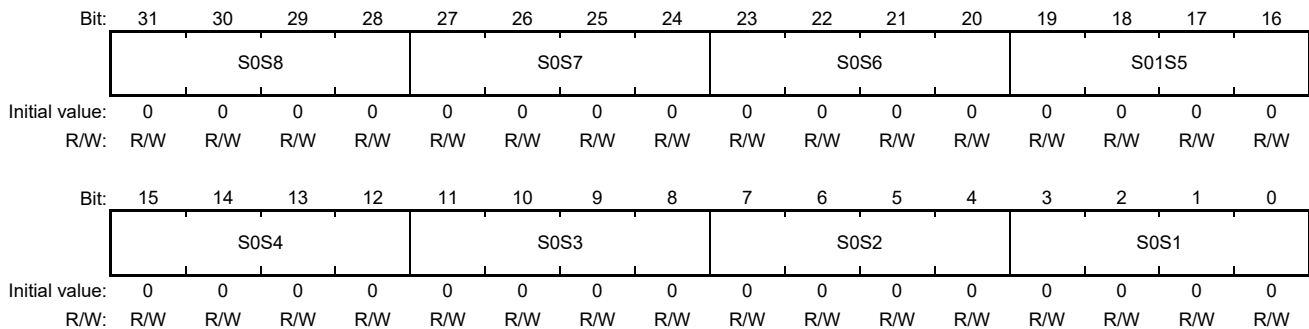 Bit: 31 30 29 28 27 26 25 24 23 22 21 20 19 18 17 16
S0S8 S0S7 S0S6 S01S5
Initial value: 0 0 0 0 0 0 0 0 0 0 0 0 0 0 0 0
R/W: R/W R/W R/W R/W R/W R/W R/W R/W R/W R/W R/W R/W R/W R/W R/W R/W
Bit: 15 14 13 12 11 10 9 8 7 6 5 4 3 2 1 0
S0S4 S0S3 S0S2 S0S1
Initial value: 0 0 0 0 0 0 0 0 0 0 0 0 0 0 0 0
R/W: R/W R/W R/W R/W R/W R/W R/W R/W R/W R/W R/W R/W R/W R/W R/W R/W